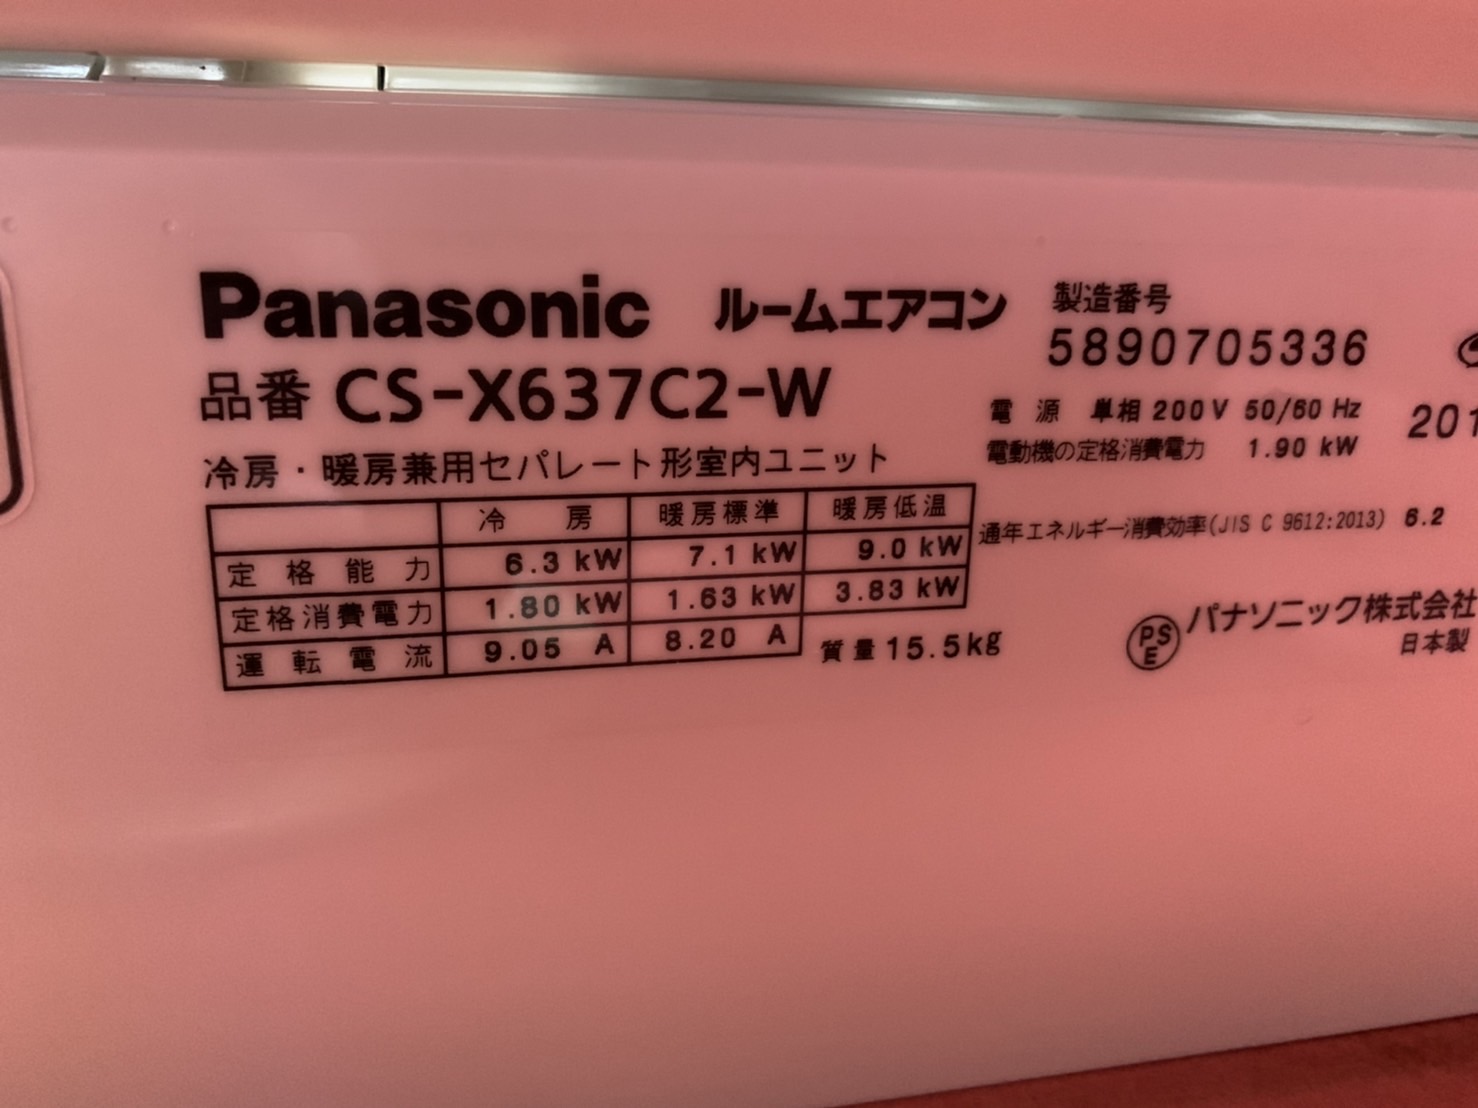 Panasonic ルームエアコン
品番 CS-X637C2-W
冷房・暖房兼用セパレート形室内ユニット
冷房 暖房標準 暖房低温
定格能力 6.3 kW 7.1 kW 9.0 kW
定格消費電力 1.80 kW 1.63 kW 3.83 kW
運転電流 9.05 A 8.20 A
質量 15.5kg
製造番号
5890705336
電源 単相 200V 50/60 Hz
電動機の定格消費電力 1.90 kW
201
通年エネルギー消費効率(JIS C 9612:2013) 6.2
PSE パナソニック株式会社
日本製